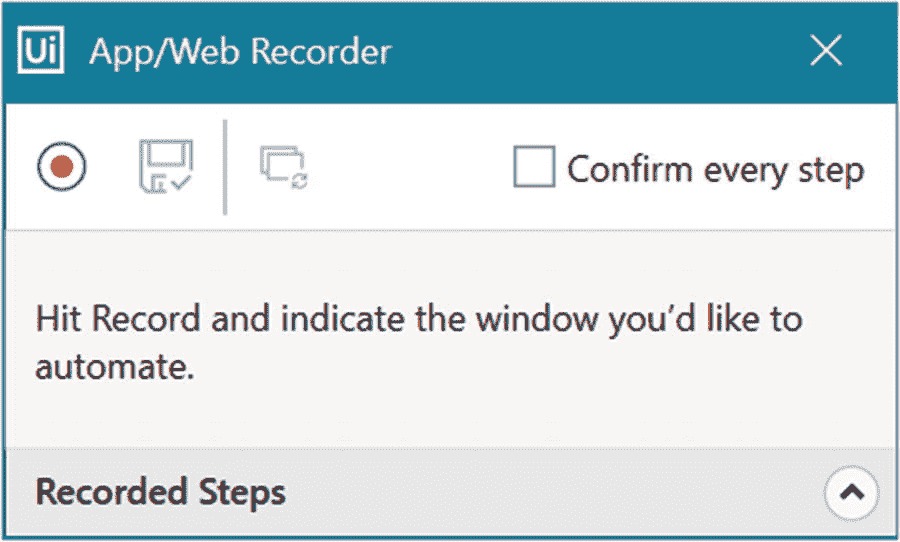 Ui App/Web Recorder
Confirm every step
Hit Record and indicate the window you'd like to
automate.
Recorded Steps